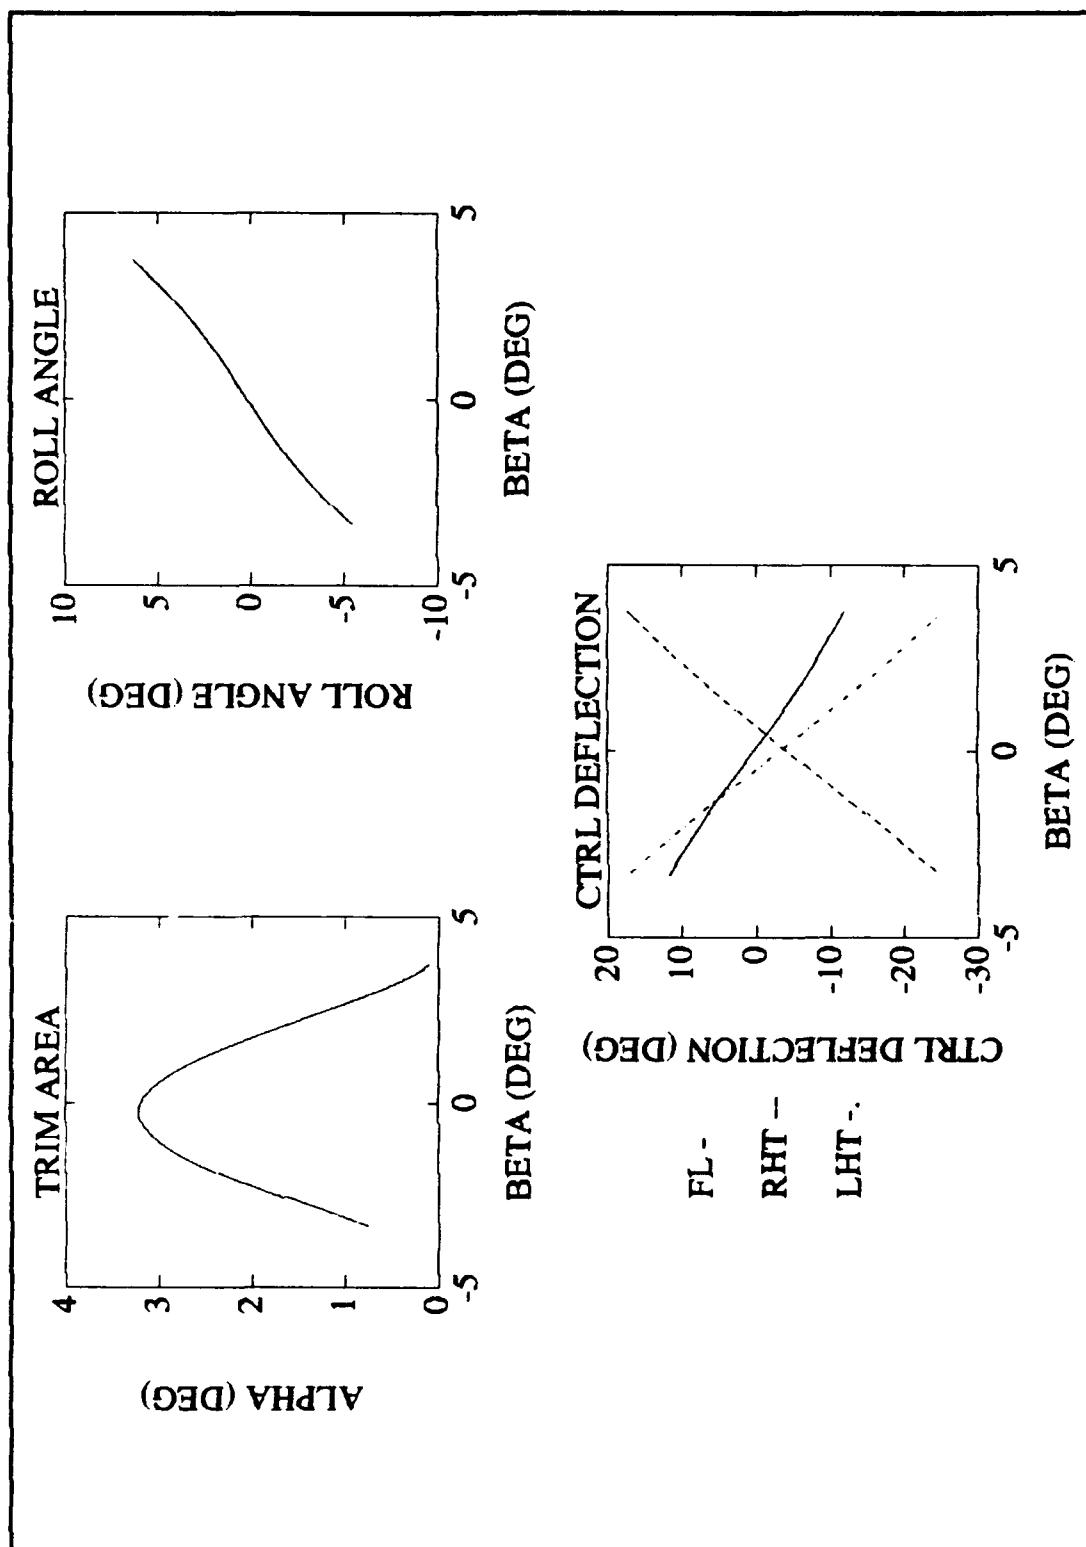 TRIM AREA
ALPHA (DEG)
4
3
2
1
0
-5
0
5
BETA (DEG)
ROLL ANGLE
ROLL ANGLE (DEG)
10
5
0
-5
-10
-5
0
5
BETA (DEG)
FL -
RHT --
LHT -.
CTRL DEFLECTION
CTRL DEFLECTION (DEG)
20
10
0
-10
-20
-30
-5
0
5
BETA (DEG)